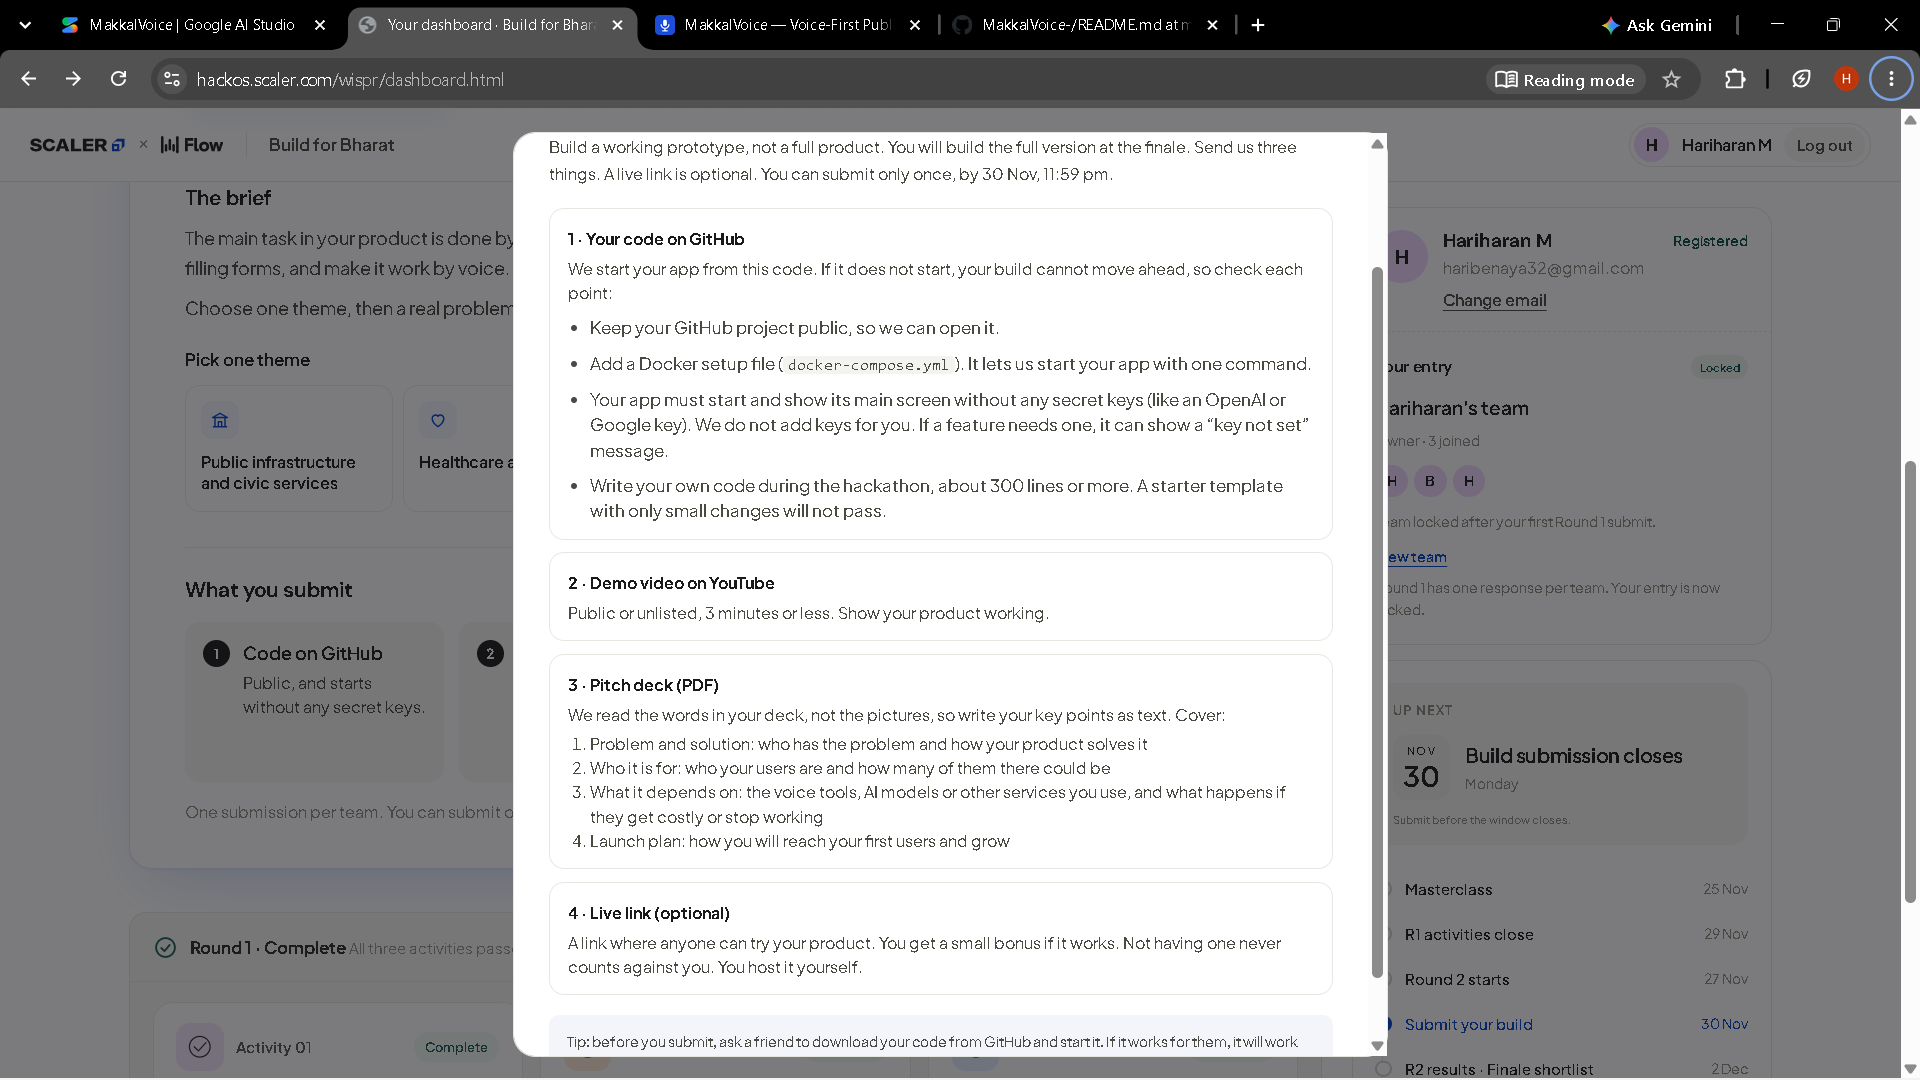 MakkalVoice | Google AI Studio
Your dashboard · Build for Bhar
MakkalVoice — Voice-First Publ
MakkalVoice-/README.md at m
Ask Gemini
hackos.scaler.com/wispr/dashboard.html
Reading mode
H
SCALER × Flow
Build for Bharat
H
Hariharan M
Log out
The brief
The main task in your product is done by
filling forms, and make it work by voice.
Choose one theme, then a real problem
Pick one theme
Public infrastructure
and civic services
Healthcare a
What you submit
1
Code on GitHub
Public, and starts
without any secret keys.
2
One submission per team. You can submit o
Round 1 · Complete All three activities pass
Activity 01
Complete
Build a working prototype, not a full product. You will build the full version at the finale. Send us three
things. A live link is optional. You can submit only once, by 30 Nov, 11:59 pm.
1 · Your code on GitHub
We start your app from this code. If it does not start, your build cannot move ahead, so check each
point:
• Keep your GitHub project public, so we can open it.
• Add a Docker setup file ( docker-compose.yml ). It lets us start your app with one command.
• Your app must start and show its main screen without any secret keys (like an OpenAI or
Google key). We do not add keys for you. If a feature needs one, it can show a “key not set”
message.
• Write your own code during the hackathon, about 300 lines or more. A starter template
with only small changes will not pass.
2 · Demo video on YouTube
Public or unlisted, 3 minutes or less. Show your product working.
3 · Pitch deck (PDF)
We read the words in your deck, not the pictures, so write your key points as text. Cover:
1. Problem and solution: who has the problem and how your product solves it
2. Who it is for: who your users are and how many of them there could be
3. What it depends on: the voice tools, AI models or other services you use, and what happens if
they get costly or stop working
4. Launch plan: how you will reach your first users and grow
4 · Live link (optional)
A link where anyone can try your product. You get a small bonus if it works. Not having one never
counts against you. You host it yourself.
Tip: before you submit, ask a friend to download your code from GitHub and start it. If it works for them, it will work
H
Hariharan M
Registered
haribenaya32@gmail.com
Change email
our entry
Locked
ariharan's team
wner · 3 joined
H B H
eam locked after your first Round 1 submit.
ew team
ound 1 has one response per team. Your entry is now
cked.
UP NEXT
NOV
30
Build submission closes
Monday
Submit before the window closes.
Masterclass 25 Nov
R1 activities close 29 Nov
Round 2 starts 27 Nov
Submit your build 30 Nov
R2 results · Finale shortlist 2 Dec